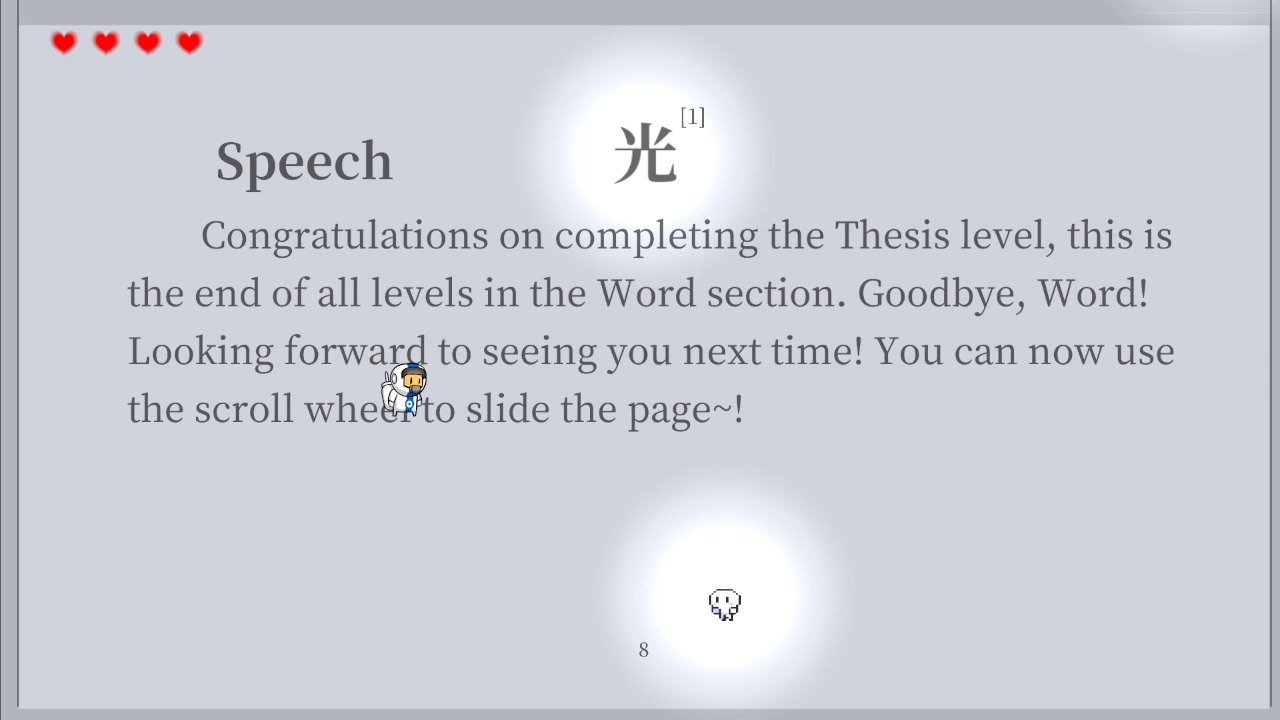 光[1]
Speech
Congratulations on completing the Thesis level, this is
the end of all levels in the Word section. Goodbye, Word!
Looking forward to seeing you next time! You can now use
the scroll wheel to slide the page~!
8